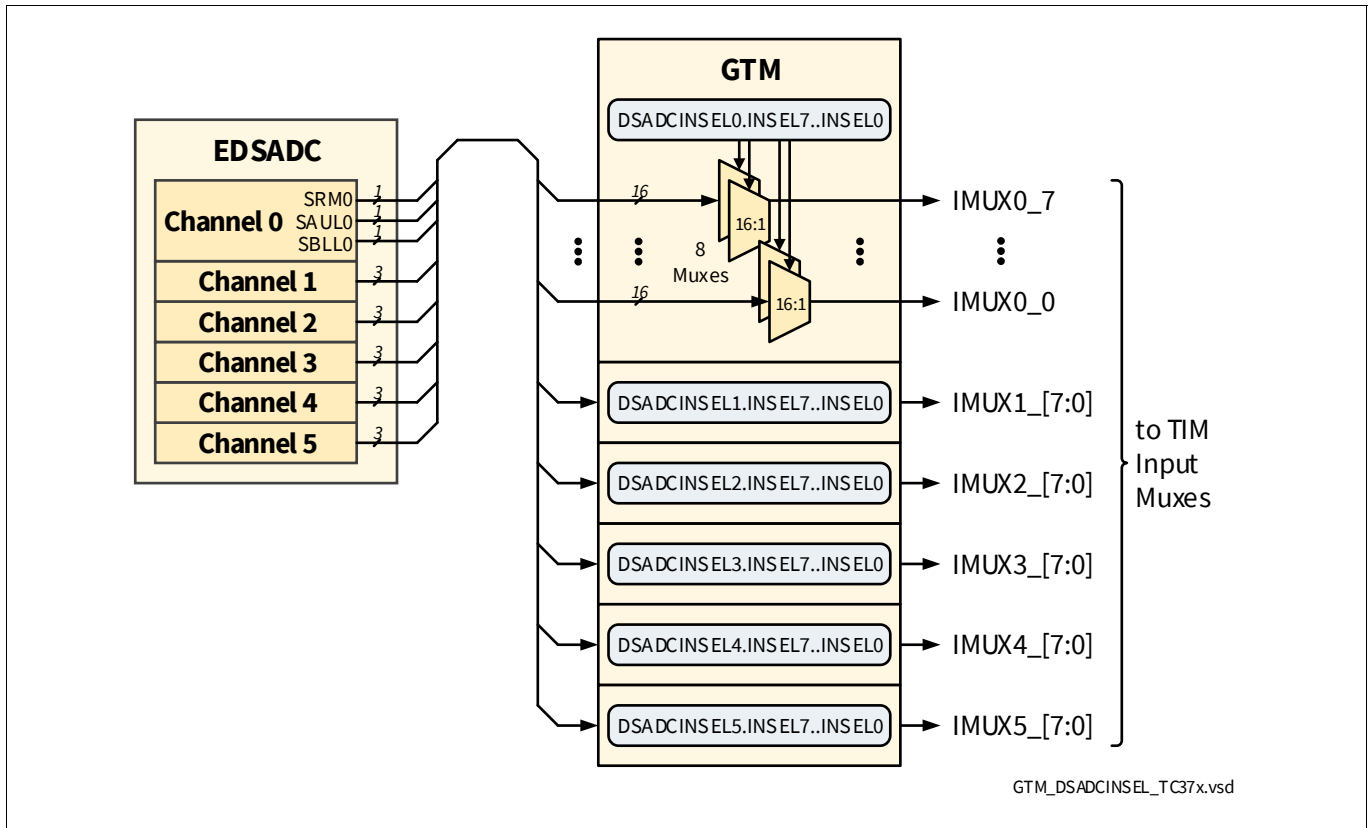 GTM
DSADCINSEL0.INSEL7..INSEL0
EDSADC
Channel 0
SRM0
1
SAUL0
1
SBLL0
1
Channel 1
3
Channel 2
3
Channel 3
3
Channel 4
3
Channel 5
3
16
16:1
IMUX0_7
8
Muxes
16
16:1
IMUX0_0
DSADCINSEL1.INSEL7..INSEL0
IMUX1_[7:0]
DSADCINSEL2.INSEL7..INSEL0
IMUX2_[7:0]
DSADCINSEL3.INSEL7..INSEL0
IMUX3_[7:0]
DSADCINSEL4.INSEL7..INSEL0
IMUX4_[7:0]
DSADCINSEL5.INSEL7..INSEL0
IMUX5_[7:0]
to TIM
Input
Muxes
GTM_DSADCINSEL_TC37x.vsd